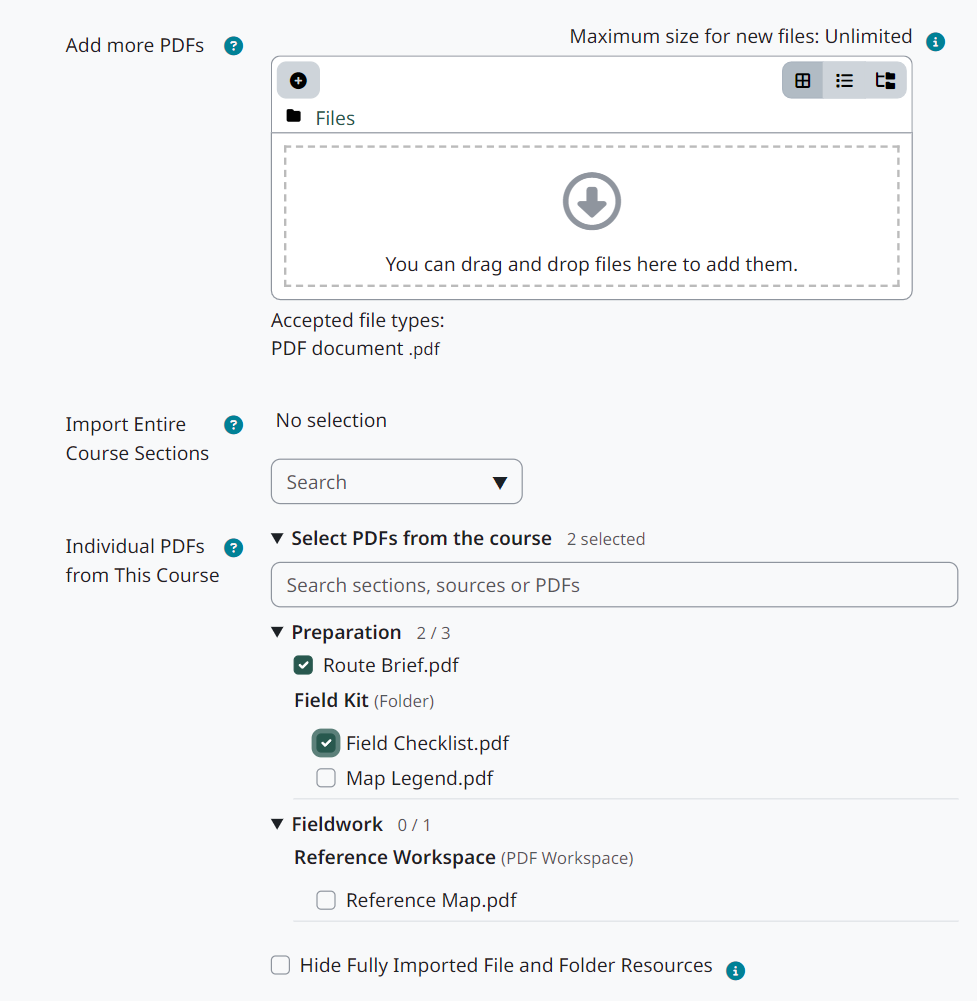 Maximum size for new files: Unlimited
Add more PDFs
Files
You can drag and drop files here to add them.
Accepted file types:
PDF document .pdf
Import Entire
Course Sections
No selection
Search
Individual PDFs
from This Course
Select PDFs from the course 2 selected
Search sections, sources or PDFs
Preparation 2 / 3
Route Brief.pdf
Field Kit (Folder)
Field Checklist.pdf
Map Legend.pdf
Fieldwork 0 / 1
Reference Workspace (PDF Workspace)
Reference Map.pdf
Hide Fully Imported File and Folder Resources